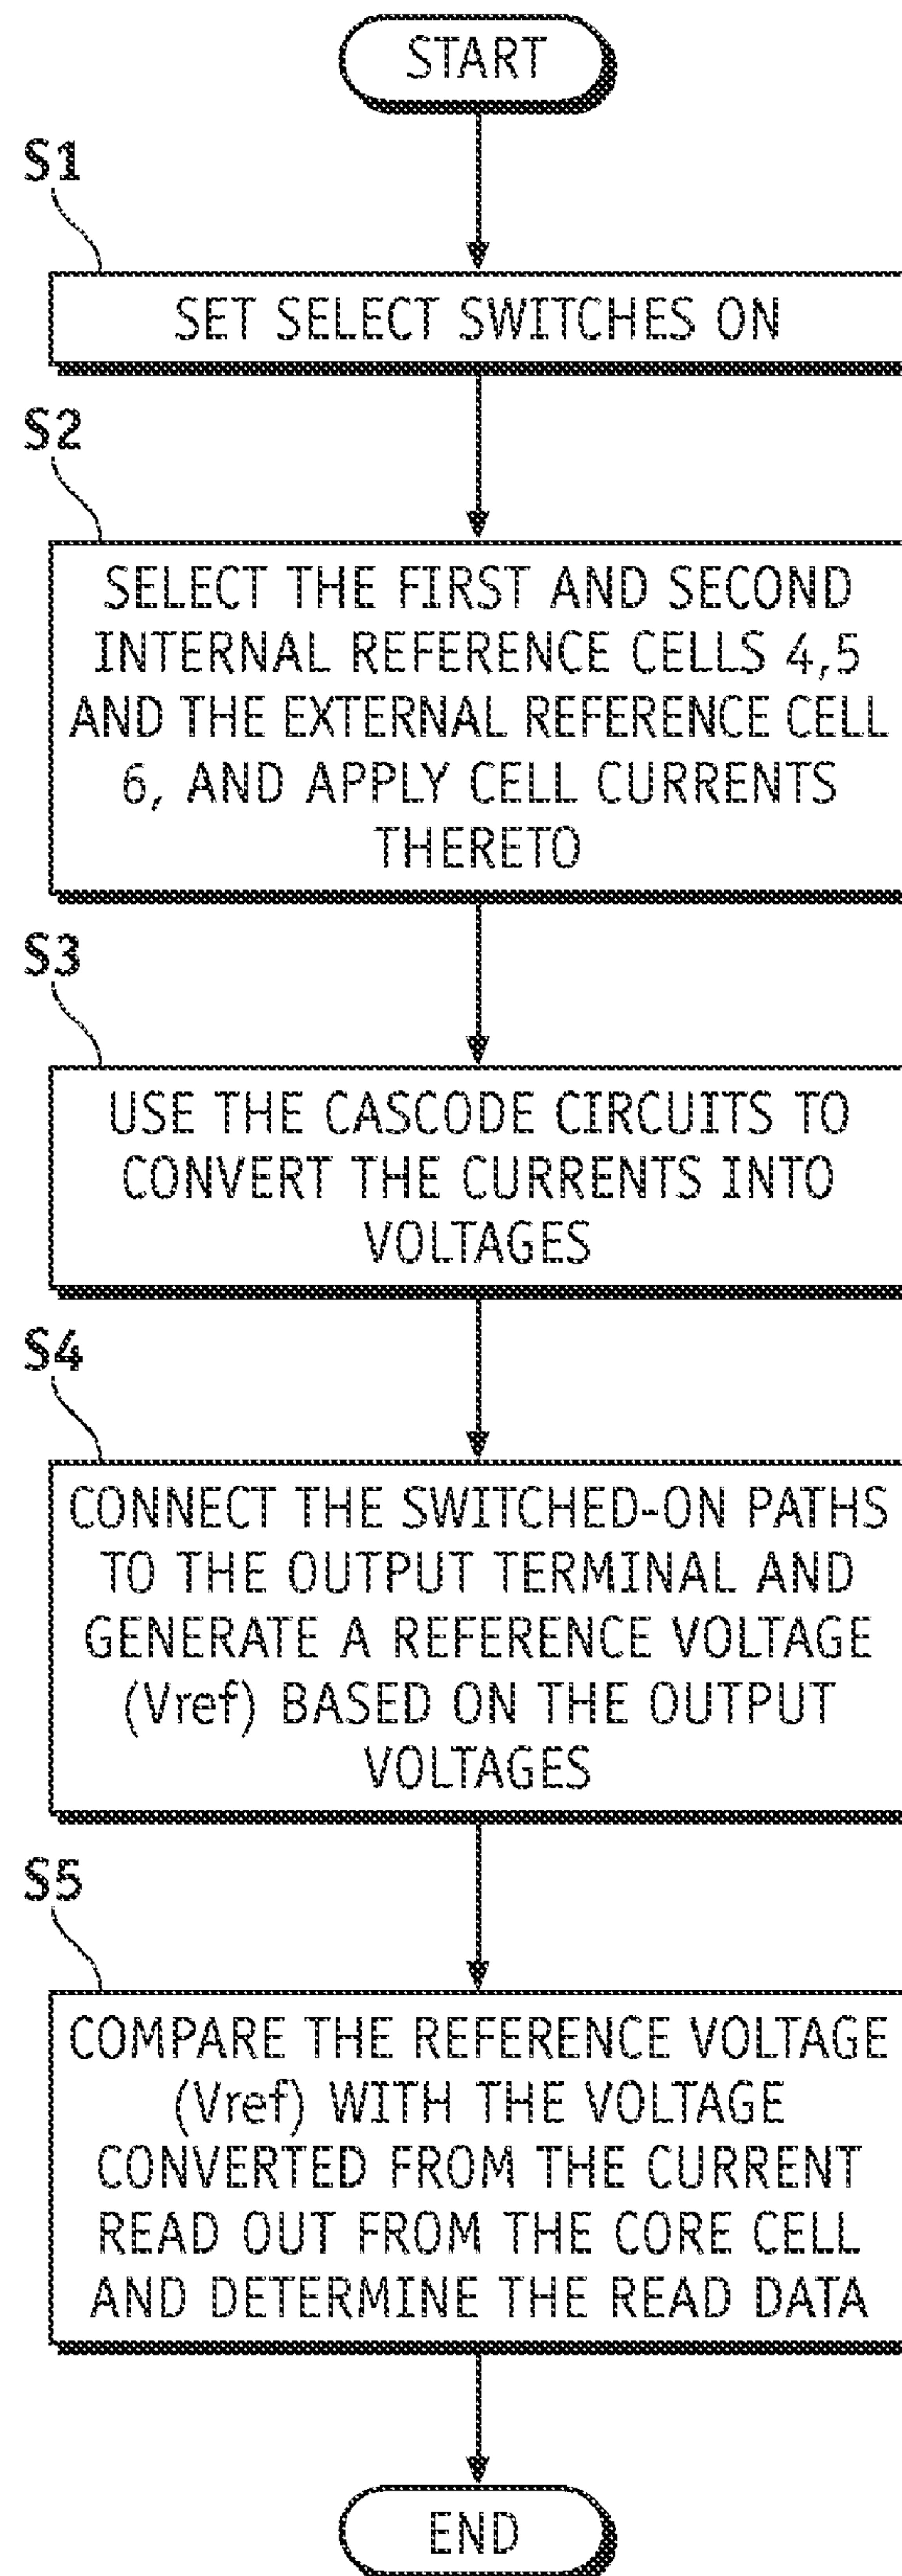 START
S1
SET SELECT SWITCHES ON
S2
SELECT THE FIRST AND SECOND
INTERNAL REFERENCE CELLS 4,5
AND THE EXTERNAL REFERENCE CELL
6, AND APPLY CELL CURRENTS
THERETO
S3
USE THE CASCODE CIRCUITS TO
CONVERT THE CURRENTS INTO
VOLTAGES
S4
CONNECT THE SWITCHED-ON PATHS
TO THE OUTPUT TERMINAL AND
GENERATE A REFERENCE VOLTAGE
(Vref) BASED ON THE OUTPUT
VOLTAGES
S5
COMPARE THE REFERENCE VOLTAGE
(Vref) WITH THE VOLTAGE
CONVERTED FROM THE CURRENT
READ OUT FROM THE CORE CELL
AND DETERMINE THE READ DATA
END